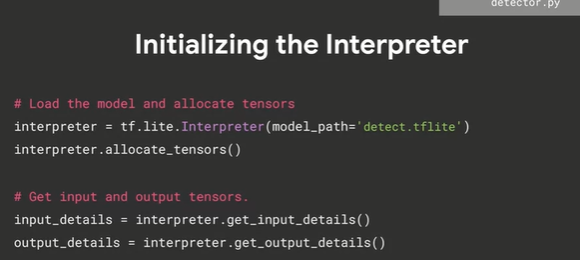 detector.py
Initializing the Interpreter
# Load the model and allocate tensors
interpreter = tf.lite.Interpreter(model_path='detect.tflite')
interpreter.allocate_tensors()
# Get input and output tensors.
input_details = interpreter.get_input_details()
output_details = interpreter.get_output_details()